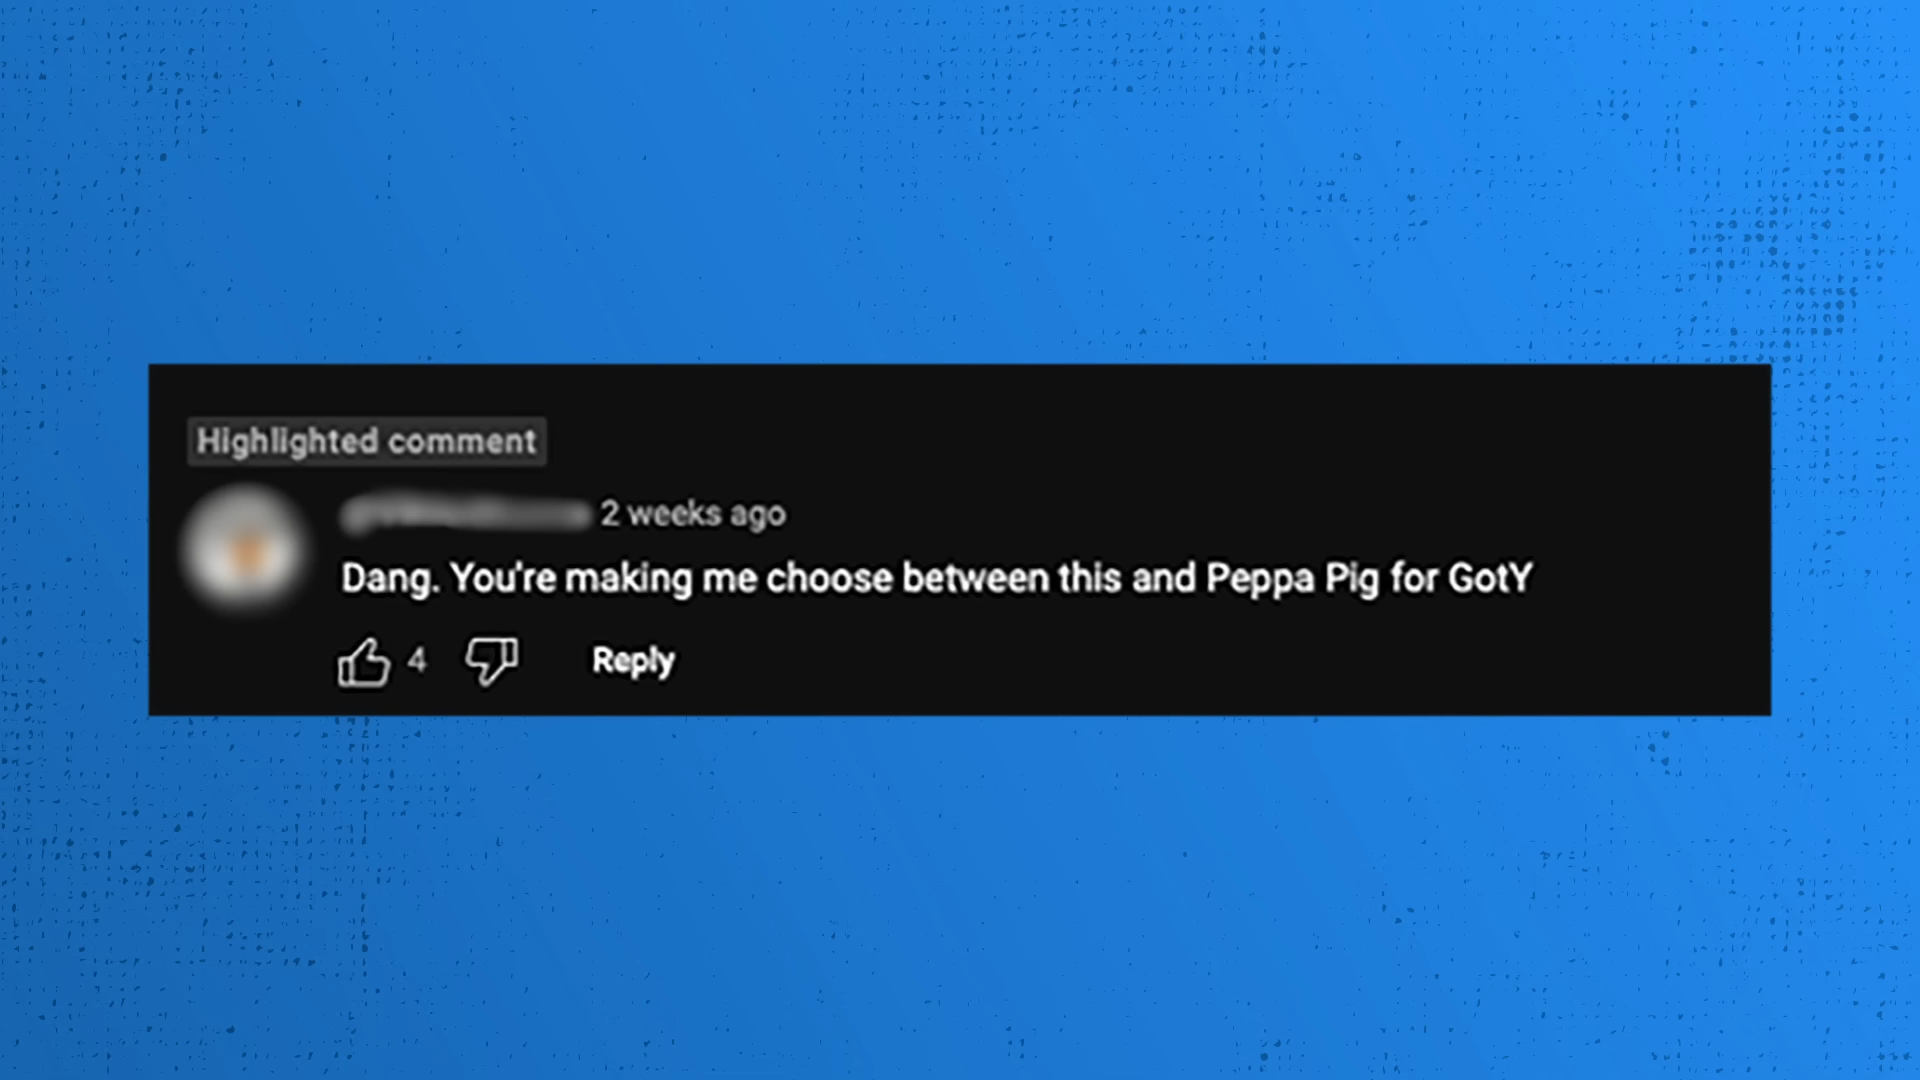 Highlighted comment
2 weeks ago
Dang. You're making me choose between this and Peppa Pig for GotY
4 Reply